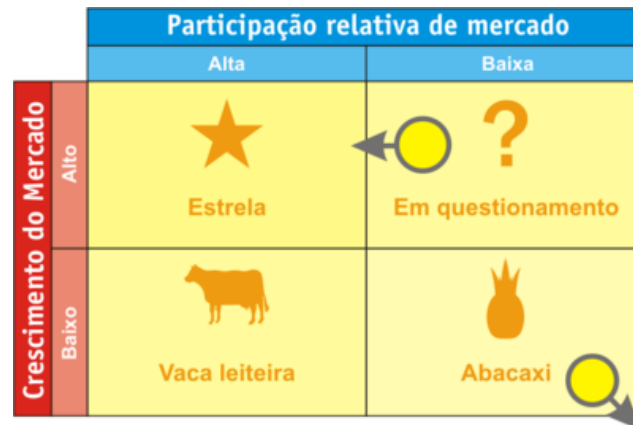 Participação relativa de mercado
Alta
Baixa
Crescimento do Mercado
Alto
Estrela
?
Em questionamento
Baixo
Vaca leiteira
Abacaxi